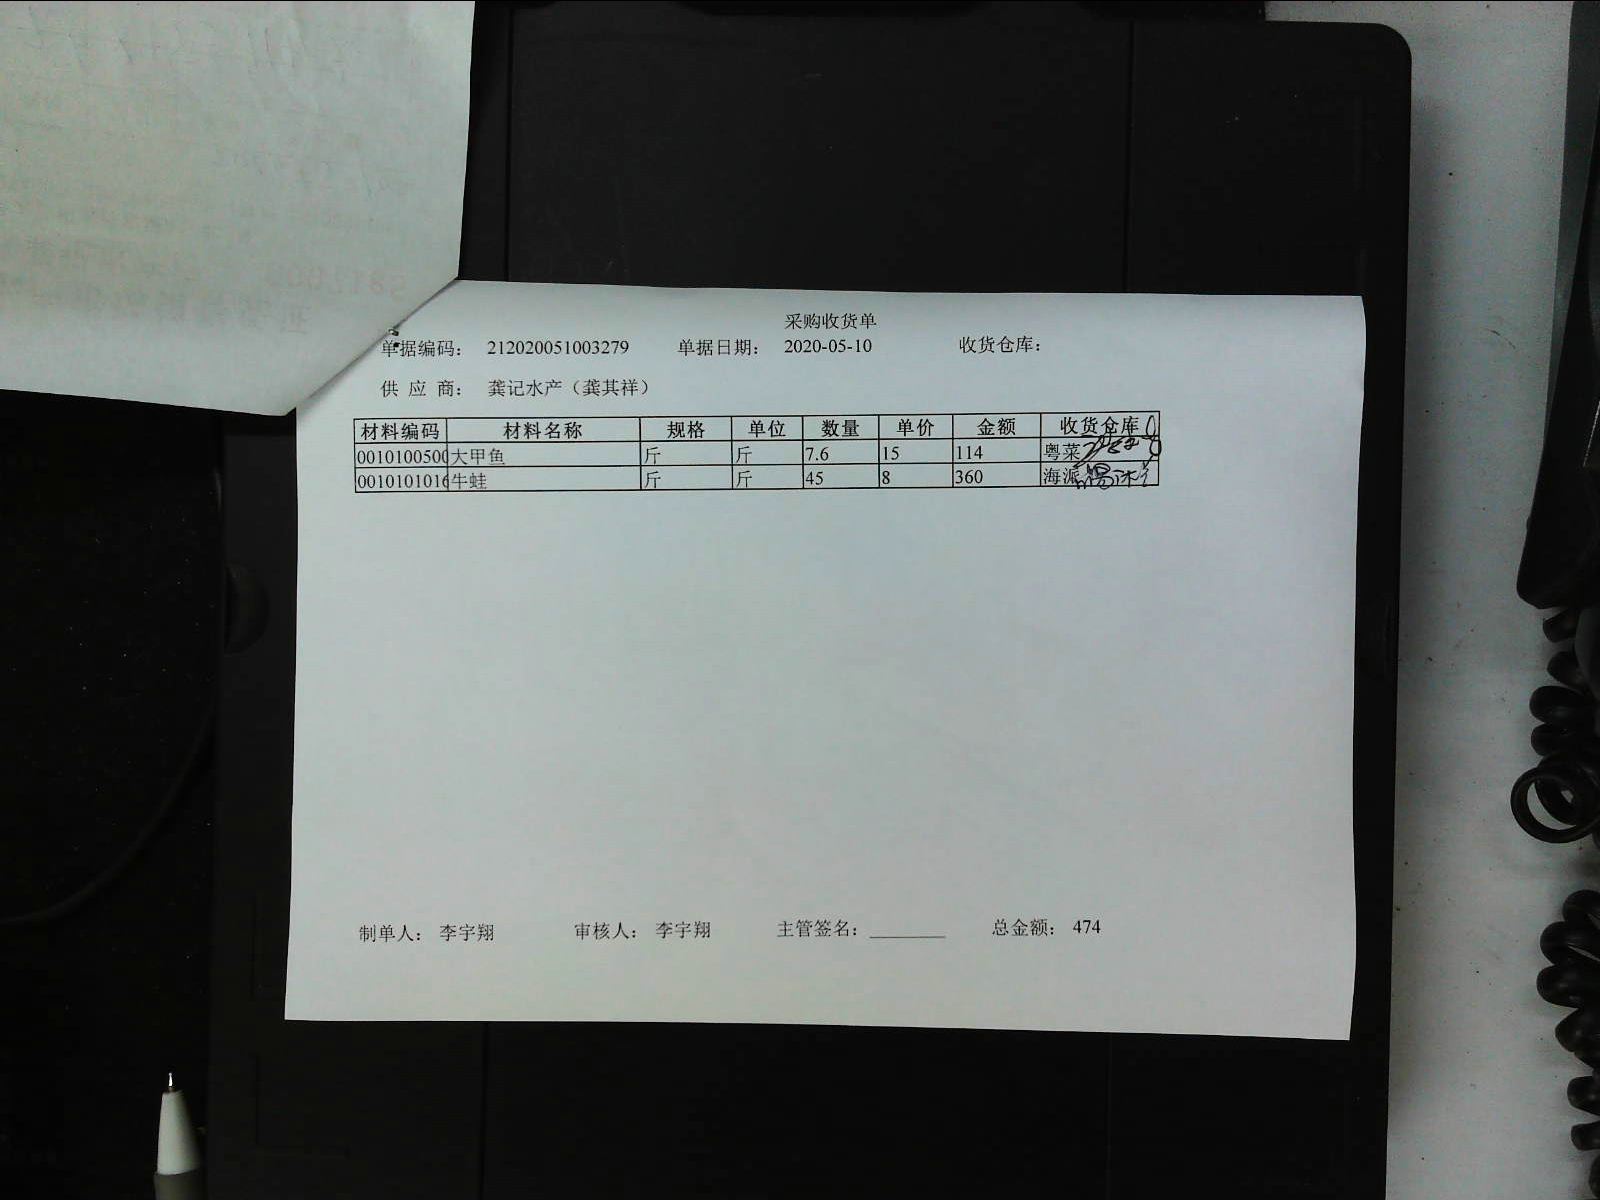 采购收货单
单据编码： 212020051003279 单据日期： 2020-05-10 收货仓库：
供 应 商： 龚记水产（龚其祥）
材料编码 材料名称 规格 单位 数量 单价 金额 收货仓库
0010100500 大甲鱼 斤 斤 7.6 15 114 粤菜
0010101016 牛蛙 斤 斤 45 8 360 海派
制单人： 李宇翔 审核人： 李宇翔 主管签名：________ 总金额： 474